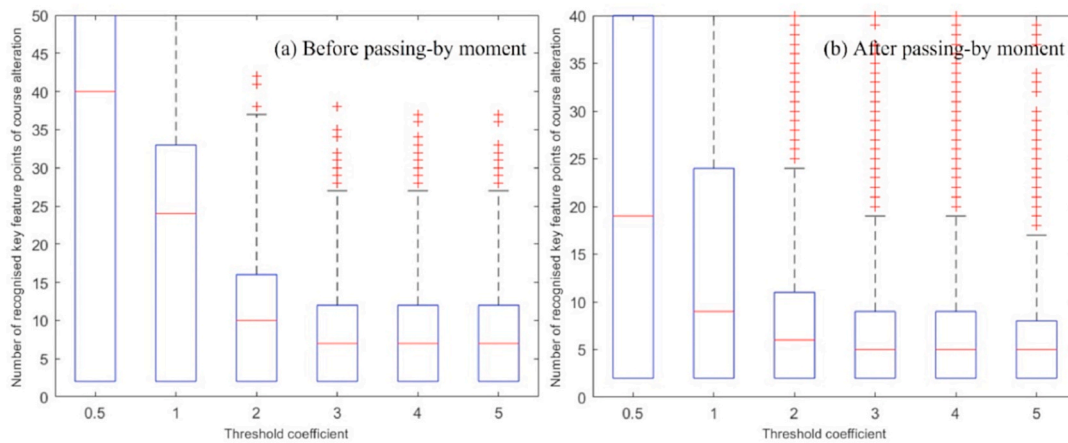 (a) Before passing-by moment
Number of recognised key feature points of course alteration
50
45
40
35
30
25
20
15
10
5
0
0.5 1 2 3 4 5
Threshold coefficient
(b) After passing-by moment
Number of recognised key feature points of course alteration
40
35
30
25
20
15
10
5
0
0.5 1 2 3 4 5
Threshold coefficient